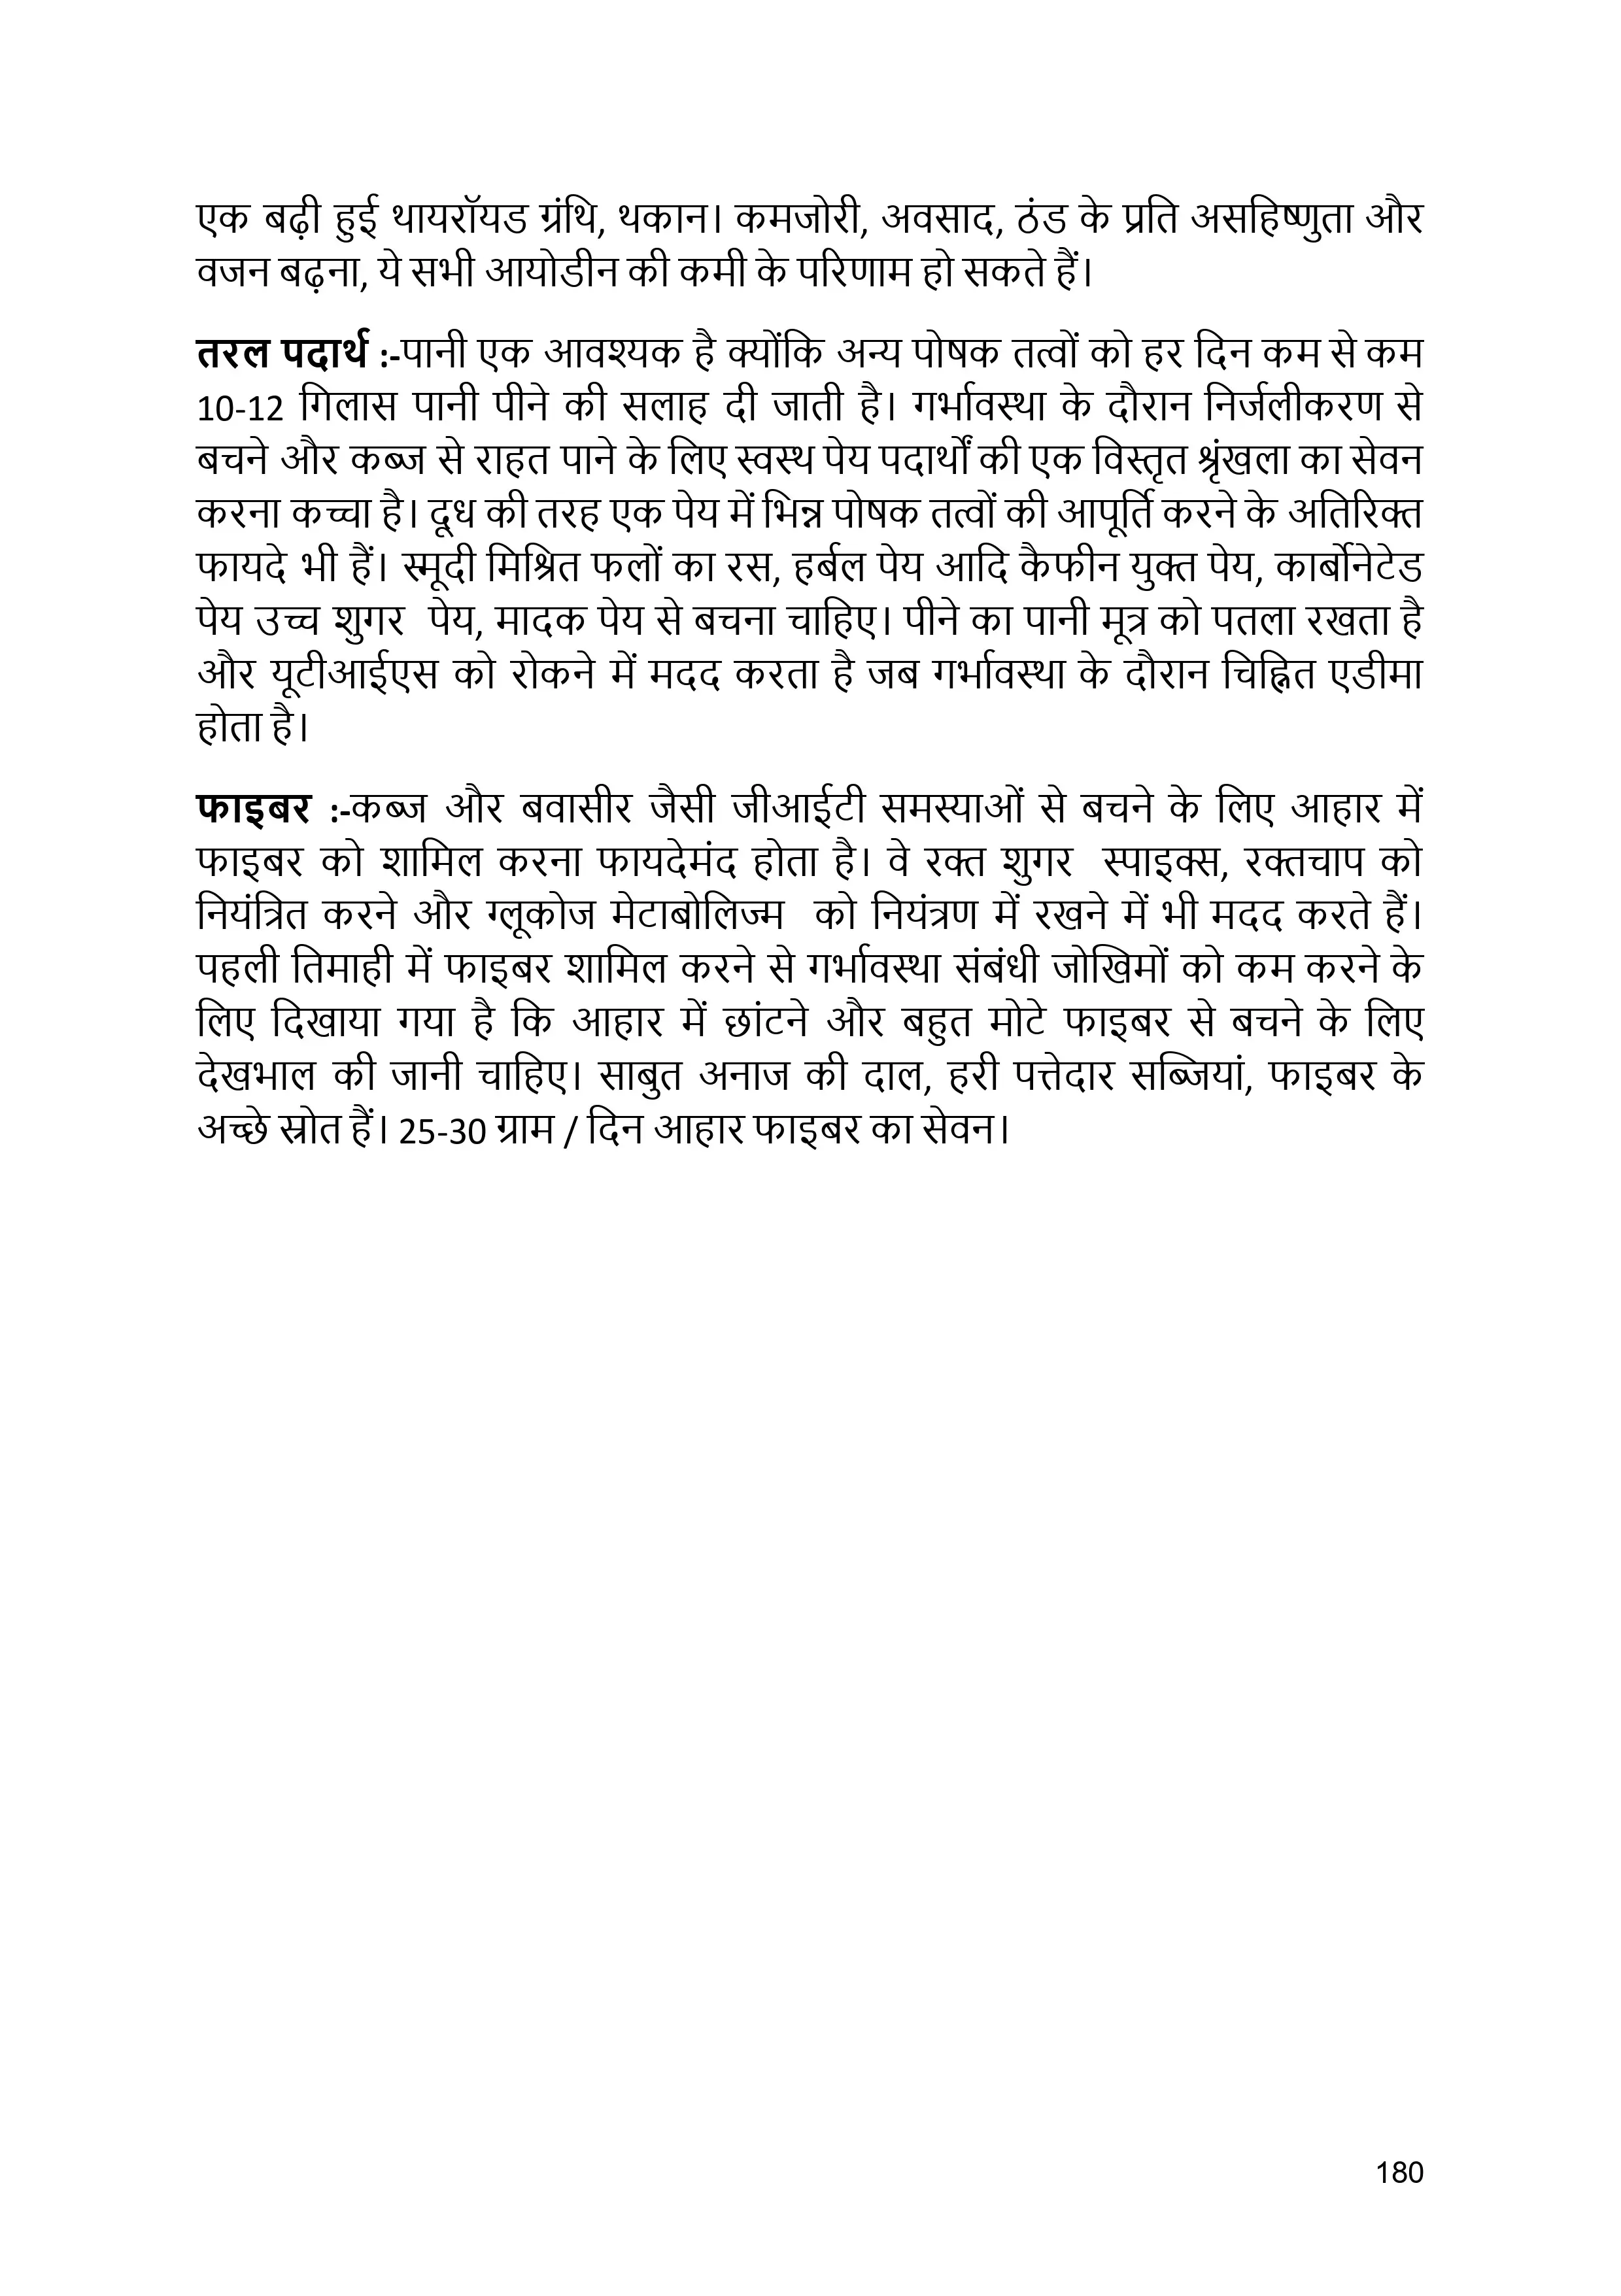 एक बढ़ी हुई थायरॉयड ग्रंथि, थकान। कमजोरी, अवसाद, ठंड के प्रति असहिष्णुता और
वजन बढ़ना, ये सभी आयोडीन की कमी के परिणाम हो सकते हैं।
तरल पदार्थ :-पानी एक आवश्यक है क्योंकि अन्य पोषक तत्वों को हर दिन कम से कम
10-12 गिलास पानी पीने की सलाह दी जाती है। गर्भावस्था के दौरान निर्जलीकरण से
बचने और कब्ज से राहत पाने के लिए स्वस्थ पेय पदार्थों की एक विस्तृत श्रृंखला का सेवन
करना कच्चा है। दूध की तरह एक पेय में भिन्न पोषक तत्वों की आपूर्ति करने के अतिरिक्त
फायदे भी हैं। स्मूदी मिश्रित फलों का रस, हर्बल पेय आदि कैफीन युक्त पेय, कार्बोनेटेड
पेय उच्च शुगर  पेय, मादक पेय से बचना चाहिए। पीने का पानी मूत्र को पतला रखता है
और यूटीआईएस को रोकने में मदद करता है जब गर्भावस्था के दौरान चिह्नित एडीमा
होता है।
फाइबर :-कब्ज और बवासीर जैसी जीआईटी समस्याओं से बचने के लिए आहार में
फाइबर को शामिल करना फायदेमंद होता है। वे रक्त शुगर  स्पाइक्स, रक्तचाप को
नियंत्रित करने और ग्लूकोज मेटाबोलिज्म  को नियंत्रण में रखने में भी मदद करते हैं।
पहली तिमाही में फाइबर शामिल करने से गर्भावस्था संबंधी जोखिमों को कम करने के
लिए दिखाया गया है कि आहार में छांटने और बहुत मोटे फाइबर से बचने के लिए
देखभाल की जानी चाहिए। साबुत अनाज की दाल, हरी पत्तेदार सब्जियां, फाइबर के
अच्छे स्रोत हैं। 25-30 ग्राम / दिन आहार फाइबर का सेवन।
180